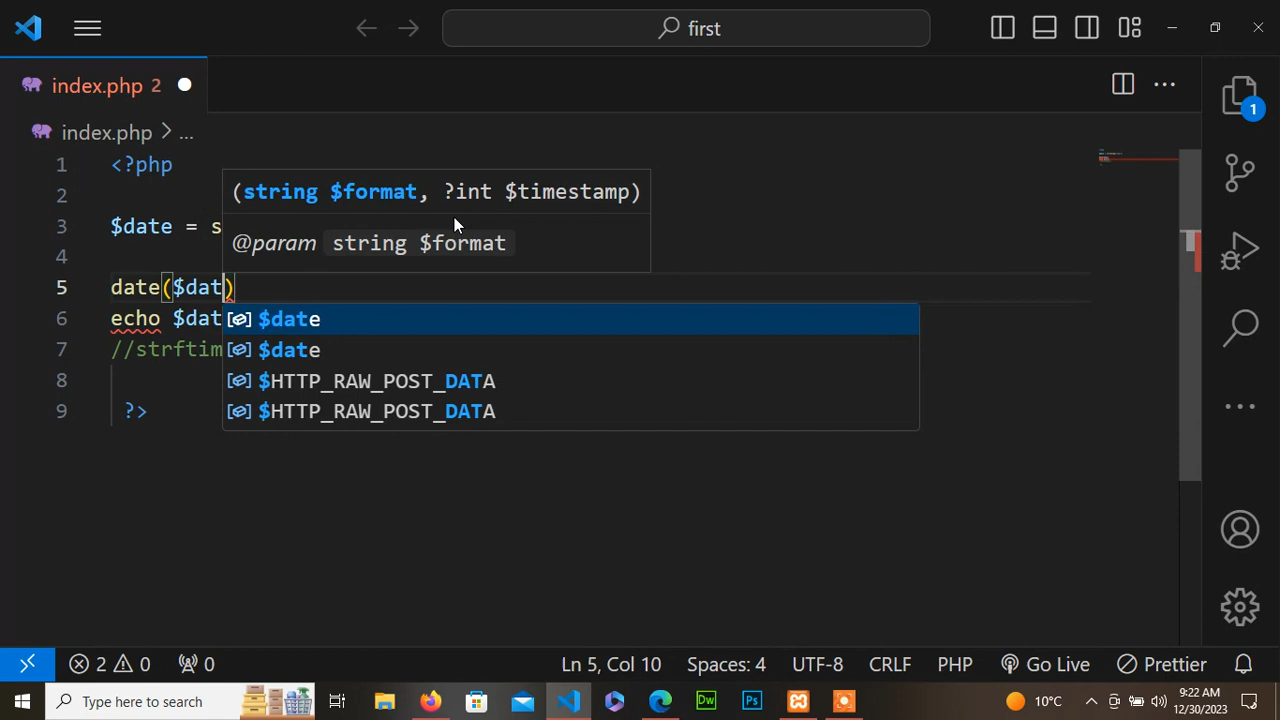 first
index.php 2
index.php > ...
1 <?php
2
(string $format, ?int $timestamp)
3 $date = s
@param string $format
4
5 date($dat)
6 echo $dat
$date
7 //strftim
$date
8
$HTTP_RAW_POST_DATA
9 ?>
$HTTP_RAW_POST_DATA
1
2 0 0 Ln 5, Col 10 Spaces: 4 UTF-8 CRLF PHP Go Live Prettier
Type here to search
Dw
Ps
10°C
9:22 AM
12/30/2023